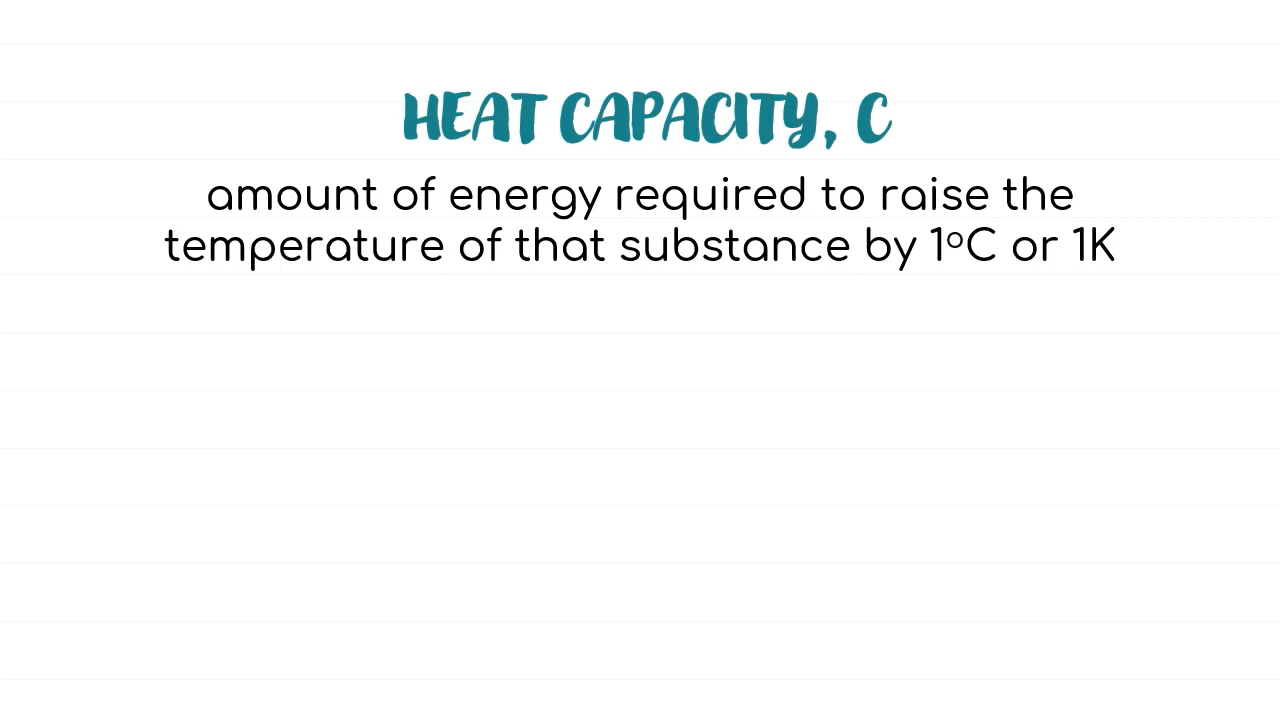 HEAT CAPACITY, C
amount of energy required to raise the
temperature of that substance by 1°C or 1K